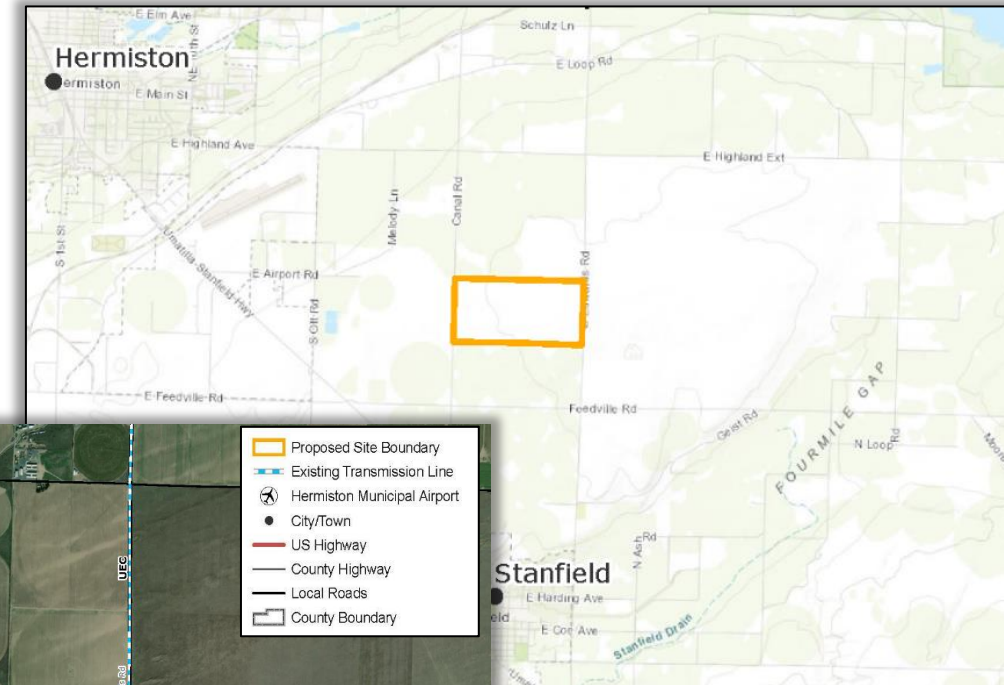 E Elm Ave
Schulz Ln
Hermiston
ermiston
E Main St
E Loop Rd
E Highland Ave
E Highland Ext
Melody Ln
Canal Rd
S 1st St
Umatilla-Stanfield Hwy
E Airport Rd
S Ott Rd
E Feedville Rd
Feedville Rd
Geist Rd
FOURMILE GAP
N Loop Rd
Proposed Site Boundary
Existing Transmission Line
Hermiston Municipal Airport
City/Town
US Highway
County Highway
Local Roads
County Boundary
UEC
N Ash Rd
Stanfield
eld
E Harding Ave
E Coe Ave
Stanfield Drain